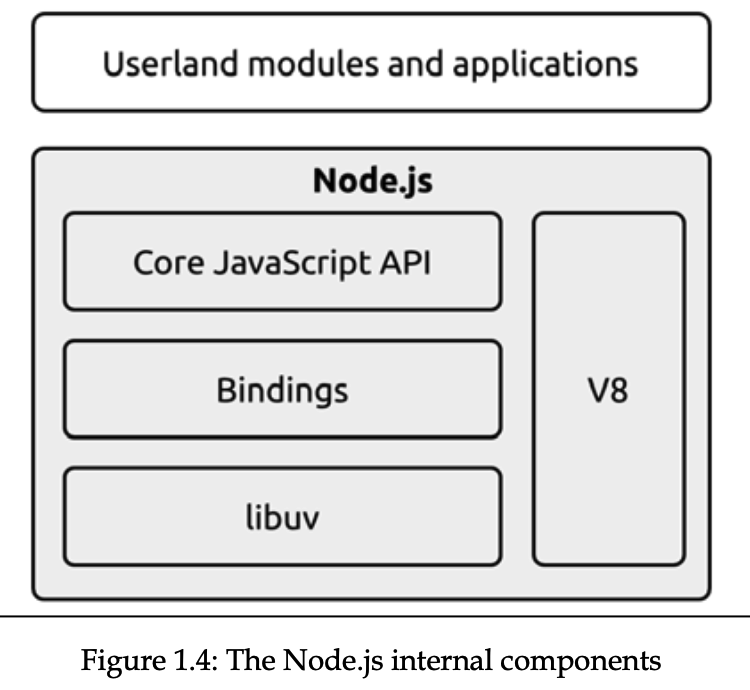 Userland modules and applications
Node.js
Core JavaScript API
Bindings
V8
libuv
Figure 1.4: The Node.js internal components